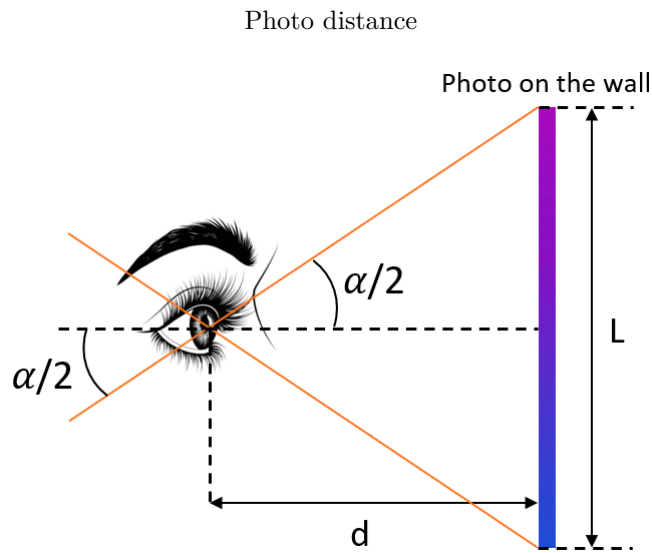 Photo distance
Photo on the wall
α/2
α/2
L
d